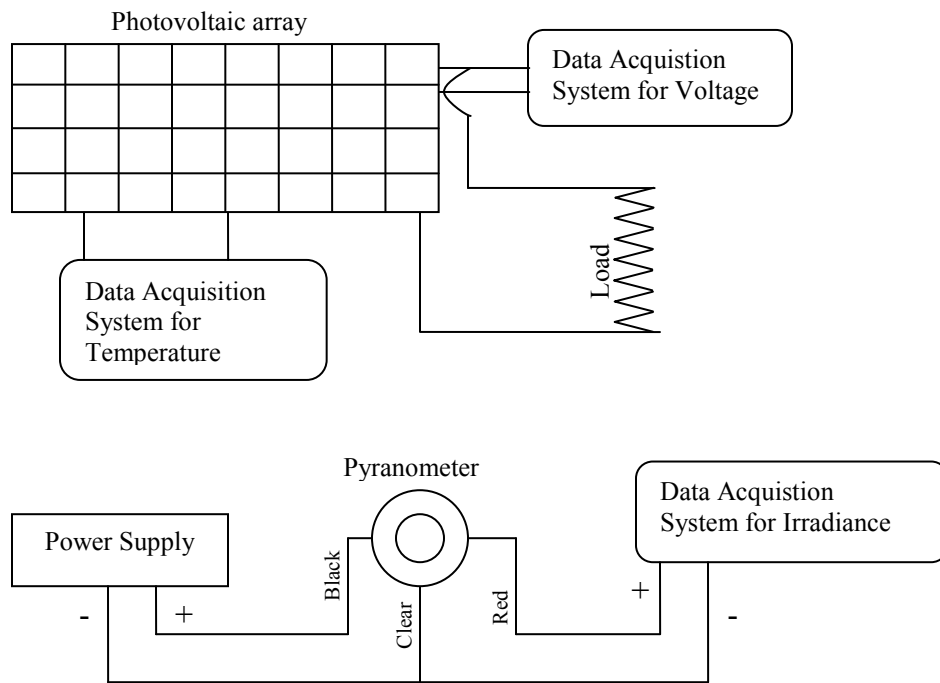 Photovoltaic array
Data Acquistion
System for Voltage
Load
Data Acquisition
System for
Temperature
Pyranometer
Data Acquistion
System for Irradiance
Power Supply
Black
Clear
Red
-
+
+
-